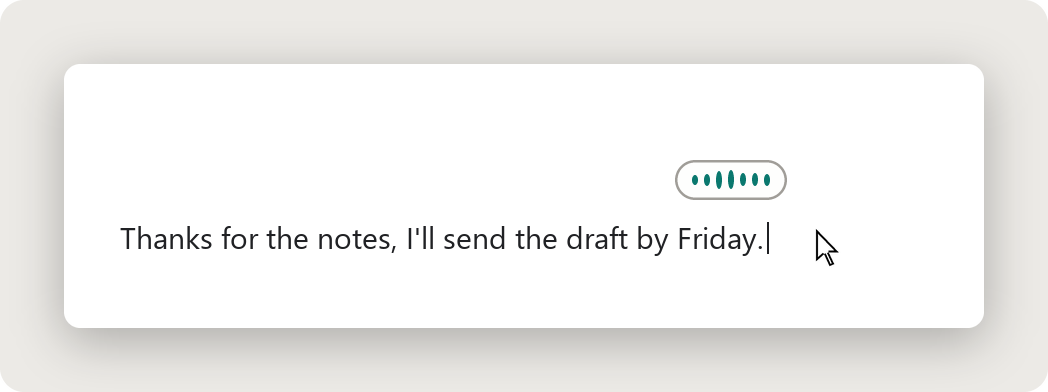 Thanks for the notes, I'll send the draft by Friday.